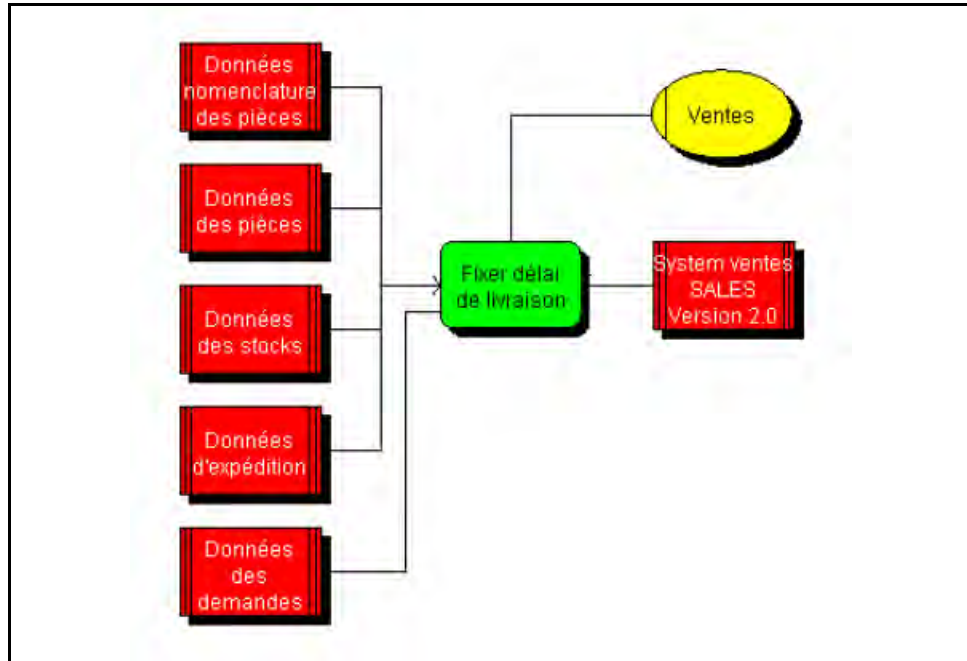 Données
nomenclature
des pièces
Données
des pièces
Données
des stocks
Données
d'expédition
Données
des
demandes
Fixer délai
de livraison
Ventes
System ventes
SALES
Version 2.0